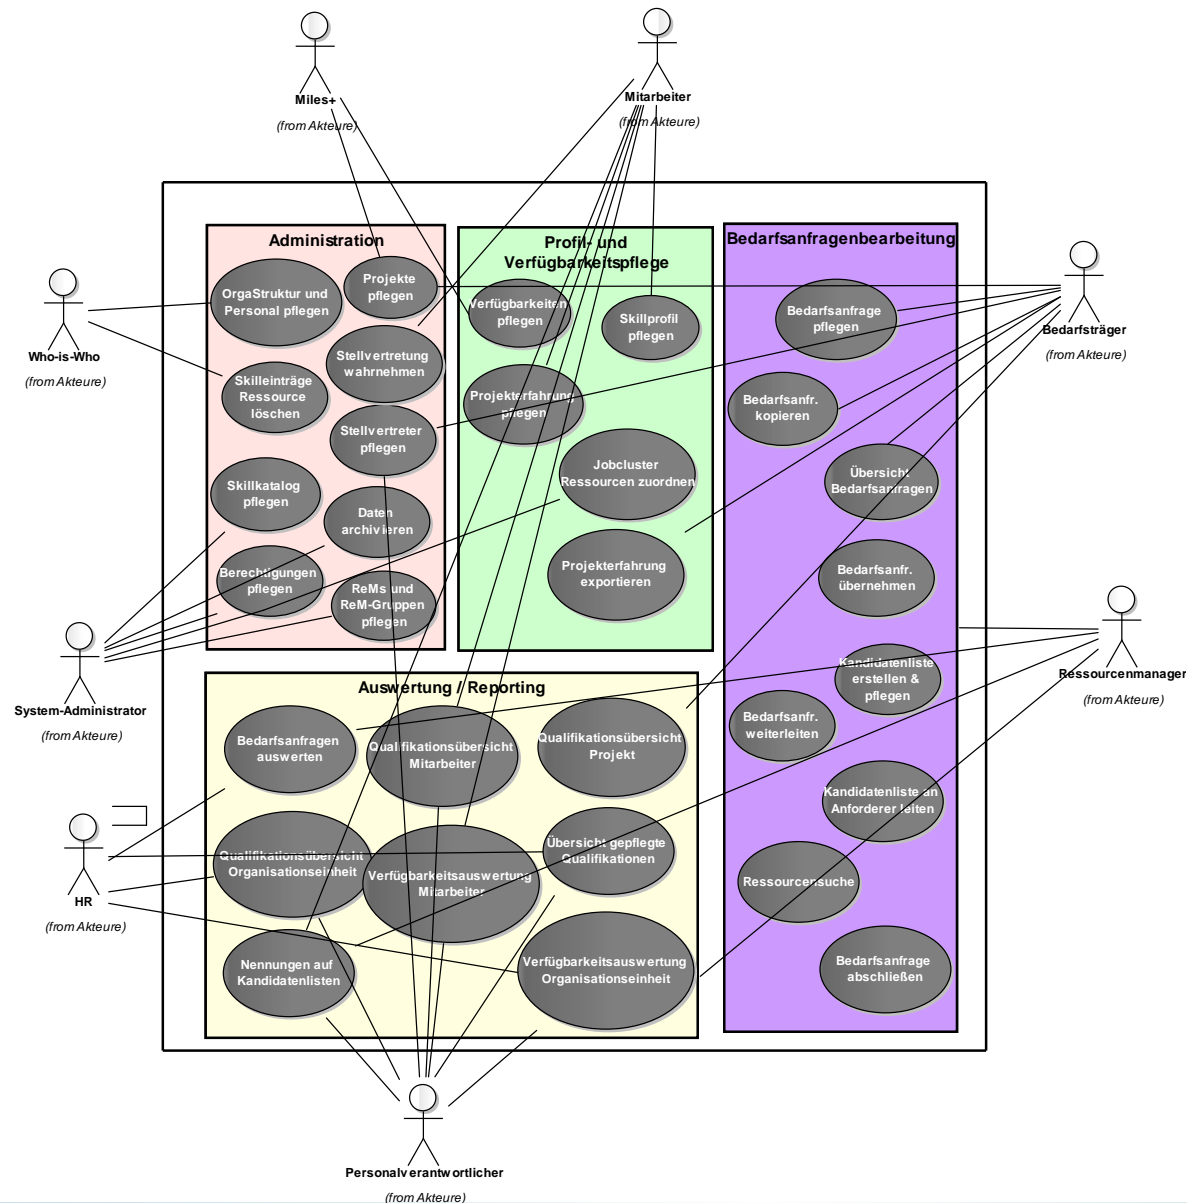 Miles+
(from Akteure)
Mitarbeiter
(from Akteure)
Who-is-Who
(from Akteure)
System-Administrator
(from Akteure)
HR
(from Akteure)
Administration
OrgaStruktur und
Personal pflegen
Projekte
pflegen
Stellvertretung
wahrnehmen
Skilleinträge
Ressource
löschen
Stellvertreter
pflegen
Skillkatalog
pflegen
Daten
archivieren
Berechtigungen
pflegen
ReMs und
ReM-Gruppen
pflegen
Profil- und
Verfügbarkeitspflege
Verfügbarkeiten
pflegen
Skillprofil
pflegen
Projekterfahrung
pflegen
Jobcluster
Ressourcen zuordnen
Projekterfahrung
exportieren
Bedarfsanfragenbearbeitung
Bedarfsanfrage
pflegen
Bedarfsanfr.
kopieren
Übersicht
Bedarfsanfragen
Bedarfsanfr.
übernehmen
Kandidatenliste
erstellen &
pflegen
Bedarfsanfr.
weiterleiten
Kandidatenliste an
Anforderer leiten
Ressourcensuche
Bedarfsanfrage
abschließen
Auswertung / Reporting
Bedarfsanfragen
auswerten
Qualifikationsübersicht
Mitarbeiter
Qualifikationsübersicht
Projekt
Qualifikationsübersicht
Organisationseinheit
Verfügbarkeitsauswertung
Mitarbeiter
Übersicht gepflegte
Qualifikationen
Nennungen auf
Kandidatenlisten
Verfügbarkeitsauswertung
Organisationseinheit
Bedarfsträger
(from Akteure)
Ressourcenmanager
(from Akteure)
Personalverantwortlicher
(from Akteure)